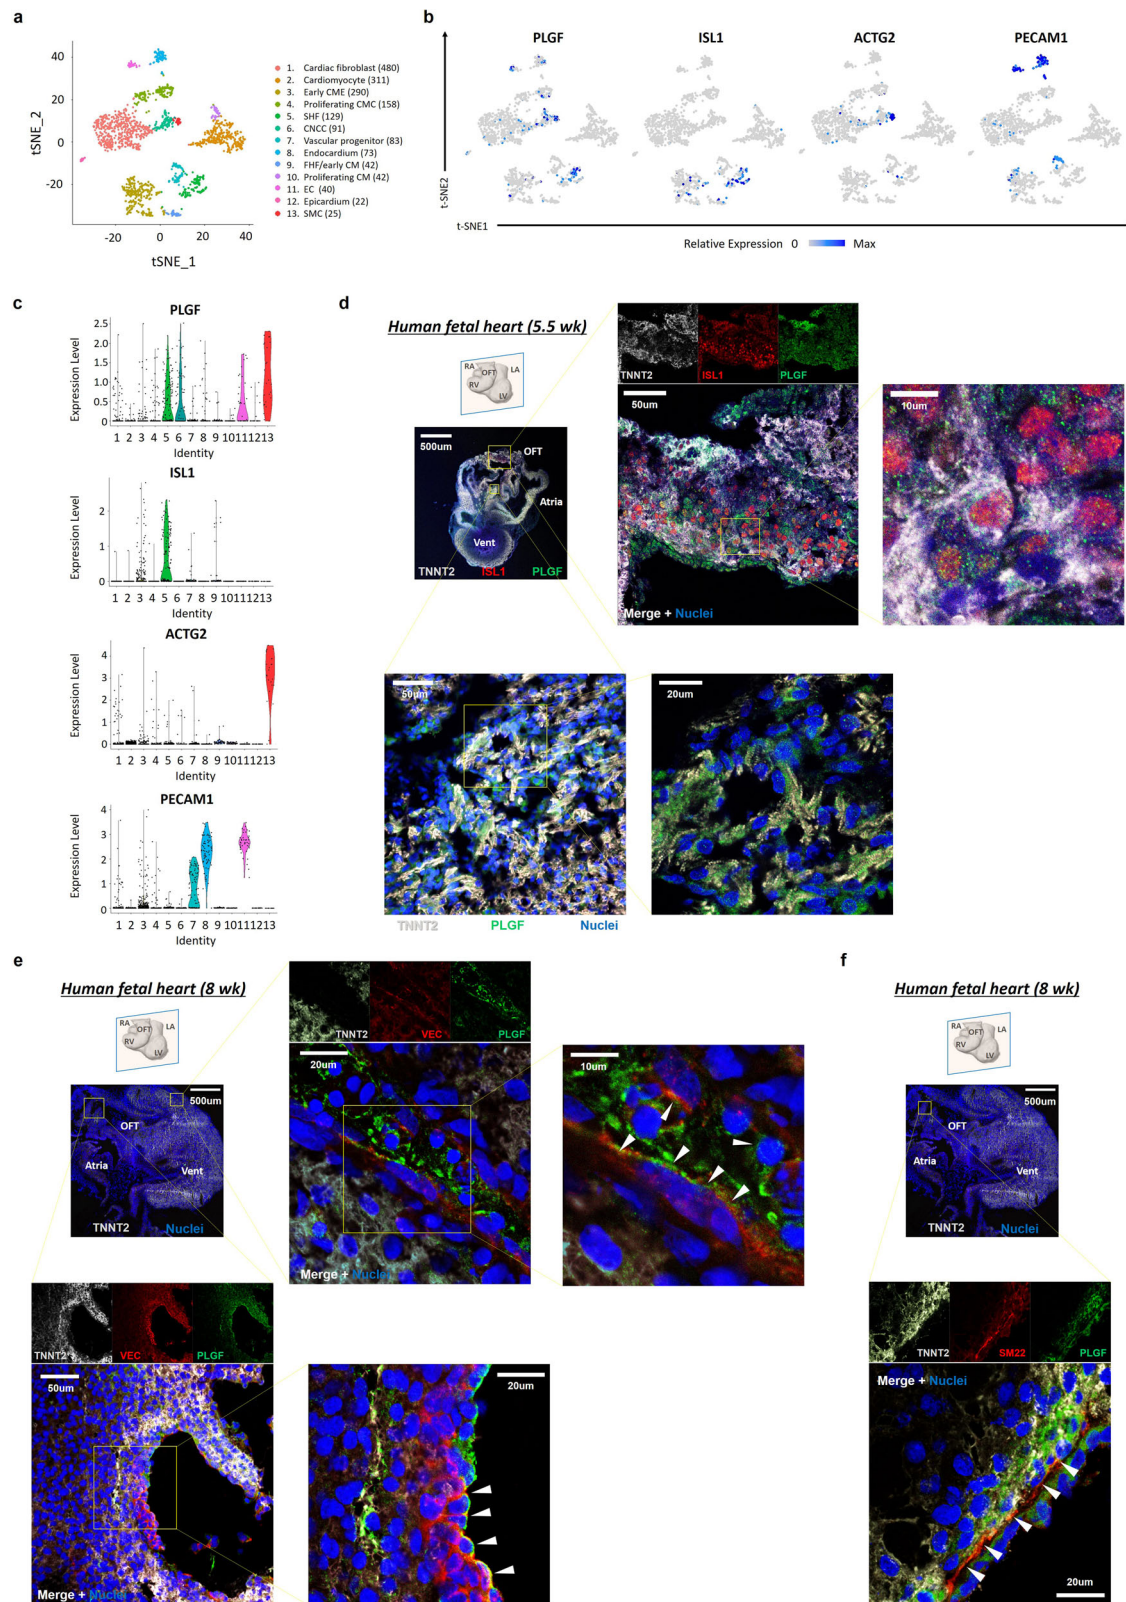 a
40
20
0
-20
tSNE_2
-20
0
20
40
tSNE_1
1. Cardiac fibroblast (480)
2. Cardiomyocyte (311)
3. Early CME (290)
4. Proliferating CMC (158)
5. SHF (129)
6. CNCC (91)
7. Vascular progenitor (83)
8. Endocardium (73)
9. FHF/early CM (42)
10. Proliferating CM (42)
11. EC (40)
12. Epicardium (22)
13. SMC (25)
b
PLGF
ISL1
ACTG2
PECAM1
t-SNE2
t-SNE1
Relative Expression 0 Max
c
PLGF
Expression Level
2.5
2.0
1.5
1.0
0.5
0
1 2 3 4 5 6 7 8 9 10 11 12 13
Identity
ISL1
Expression Level
2
1
0
1 2 3 4 5 6 7 8 9 10 11 12 13
Identity
ACTG2
Expression Level
4
3
2
1
0
1 2 3 4 5 6 7 8 9 10 11 12 13
Identity
PECAM1
Expression Level
4
3
2
1
0
1 2 3 4 5 6 7 8 9 10 11 12 13
Identity
d
Human fetal heart (5.5 wk)
RA
OFT
LA
RV
LV
500um
OFT
Atria
Vent
TNNT2 ISL1 PLGF
TNNT2 ISL1 PLGF
50um
Merge + Nuclei
10um
50um
TNNT2 PLGF Nuclei
20um
e
Human fetal heart (8 wk)
RA
OFT
LA
RV
LV
500um
OFT
Atria
Vent
TNNT2 Nuclei
TNNT2 VEC PLGF
20um
Merge + Nuclei
10um
TNNT2 VEC PLGF
50um
Merge + Nuclei
20um
f
Human fetal heart (8 wk)
RA
OFT
LA
RV
LV
500um
OFT
Atria
Vent
TNNT2 Nuclei
TNNT2 SM22 PLGF
Merge + Nuclei
20um